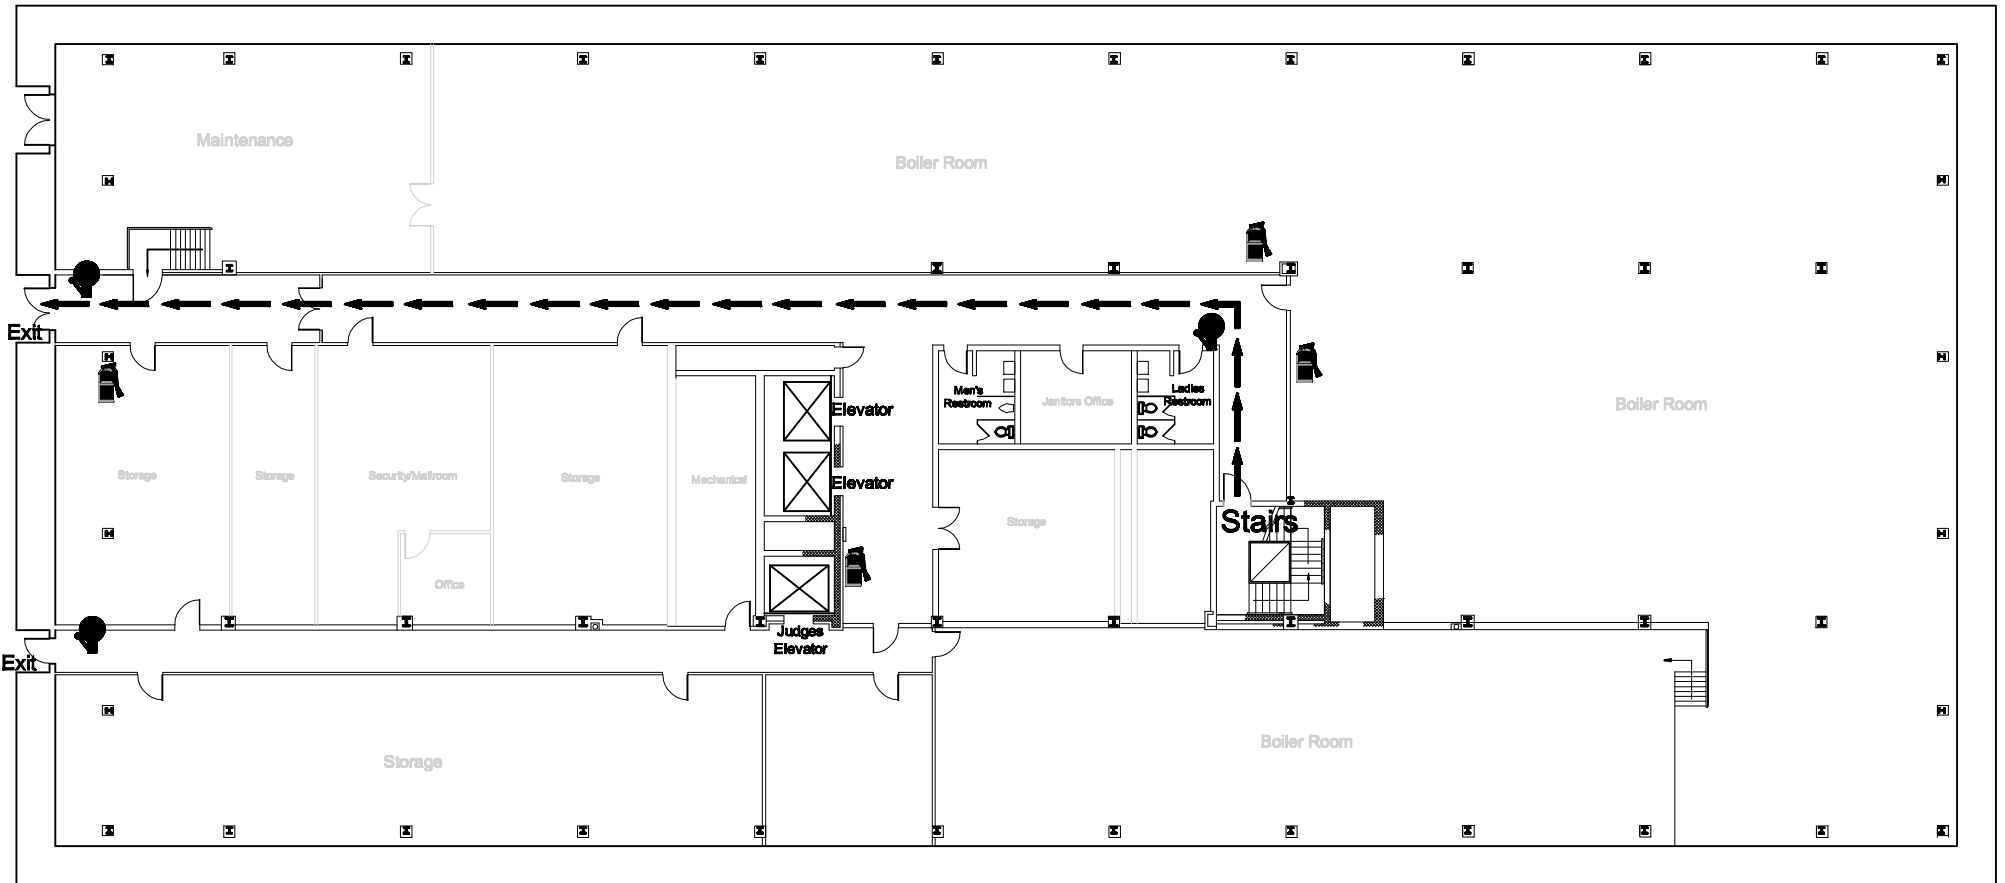 Maintenance
Boiler Room
Exit
Men's
Restroom
Janitors Office
Ladies
Restroom
Elevator
Boiler Room
Storage
Storage
Security/Mailroom
Storage
Mechanical
Elevator
Storage
Stairs
Office
Judges
Elevator
Exit
Storage
Boiler Room